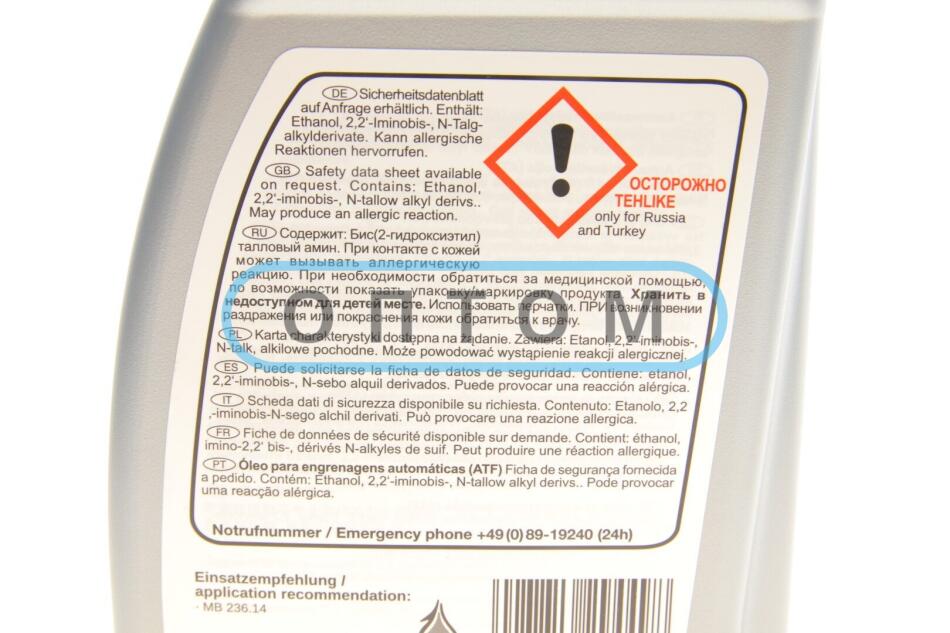 DE Sicherheitsdatenblatt
auf Anfrage erhältlich. Enthält:
Ethanol, 2,2‘-Iminobis-, N-Talg-
alkylderivate. Kann allergische
Reaktionen hervorrufen.
GB Safety data sheet available
on request. Contains: Ethanol,
2,2‘-iminobis-, N-tallow alkyl derivs..
May produce an allergic reaction.
ОСТОРОЖНО
TEHLIKE
only for Russia
and Turkey
RU Содержит: Бис(2-гидроксиэтил)
талловый амин. При контакте с кожей
может вызывать аллергическую
реакцию. При необходимости обратиться за медицинской помощью,
по возможности показать упаковку/маркировку продукта. Хранить в
недоступном для детей месте. Использовать перчатки. ПРИ возникновении
раздражения или покраснения кожи обратиться к врачу.
ОПТОМ
PL Karta charakterystyki dostępna na żądanie. Zawiera: Etanol, 2,2‘-iminobis-,
N-talk, alkilowe pochodne. Może powodować wystąpienie reakcji alergicznej.
ES Puede solicitarse la ficha de datos de seguridad. Contiene: etanol,
2,2‘-iminobis-, N-sebo alquil derivados. Puede provocar una reacción alérgica.
IT Scheda dati di sicurezza disponibile su richiesta. Contenuto: Etanolo, 2,2
‚-iminobis-N-sego alchil derivati. Può provocare una reazione allergica.
FR Fiche de données de sécurité disponible sur demande. Contient: éthanol,
imino-2,2‘ bis-, dérivés N-alkyles de suif. Peut produire une réaction allergique.
PT Óleo para engrenagens automáticas (ATF) Ficha de segurança fornecida
a pedido. Contém: Ethanol, 2,2‘-iminobis-, N-tallow alkyl derivs.. Pode provocar
uma reacção alérgica.
Notrufnummer / Emergency phone +49(0)89-19240 (24h)
Einsatzempfehlung /
application recommendation:
· MB 236.14